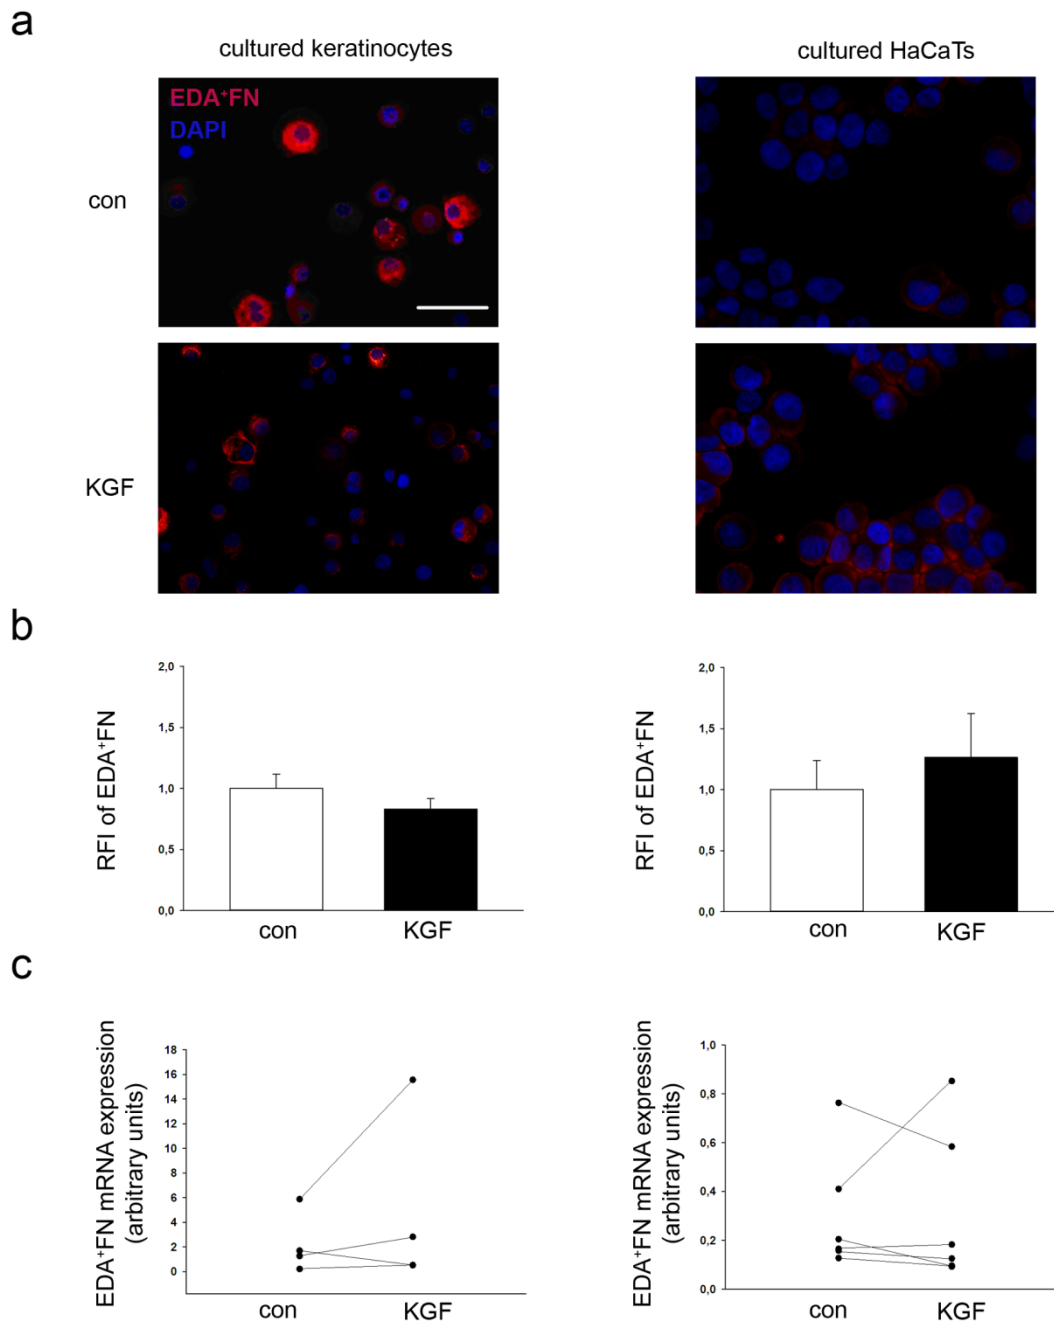 a
cultured keratinocytes
cultured HaCaTs
EDA⁺FN
DAPI
con
KGF
b
RFI of EDA⁺FN
2,0
1,5
1,0
0,5
0,0
con
KGF
RFI of EDA⁺FN
2,0
1,5
1,0
0,5
0,0
con
KGF
c
EDA⁺FN mRNA expression
(arbitrary units)
18
16
14
12
10
8
6
4
2
0
con
KGF
EDA⁺FN mRNA expression
(arbitrary units)
1,0
0,8
0,6
0,4
0,2
0,0
con
KGF